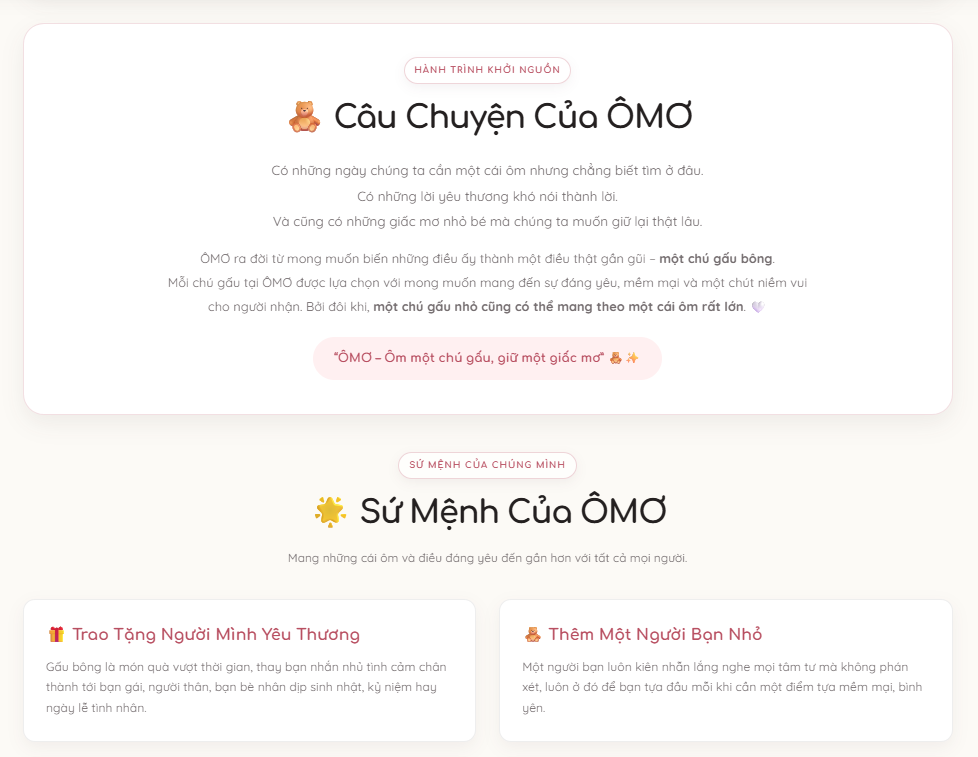 HÀNH TRÌNH KHỞI NGUỒN
🧸 Câu Chuyện Của ÔMƠ
Có những ngày chúng ta cần một cái ôm nhưng chẳng biết tìm ở đâu.
Có những lời yêu thương khó nói thành lời.
Và cũng có những giấc mơ nhỏ bé mà chúng ta muốn giữ lại thật lâu.
ÔMƠ ra đời từ mong muốn biến những điều ấy thành một điều thật gần gũi – một chú gấu bông.
Mỗi chú gấu tại ÔMƠ được lựa chọn với mong muốn mang đến sự đáng yêu, mềm mại và một chút niềm vui
cho người nhận. Bởi đôi khi, một chú gấu nhỏ cũng có thể mang theo một cái ôm rất lớn. 🤍
"ÔMƠ – Ôm một chú gấu, giữ một giấc mơ" 🧸✨
SỨ MỆNH CỦA CHÚNG MÌNH
🌟 Sứ Mệnh Của ÔMƠ
Mang những cái ôm và điều đáng yêu đến gần hơn với tất cả mọi người.
🎁 Trao Tặng Người Mình Yêu Thương
Gấu bông là món quà vượt thời gian, thay bạn nhắn nhủ tình cảm chân
thành tới bạn gái, người thân, bạn bè nhân dịp sinh nhật, kỷ niệm hay
ngày lễ tình nhân.
🧸 Thêm Một Người Bạn Nhỏ
Một người bạn luôn kiên nhẫn lắng nghe mọi tâm tư mà không phán
xét, luôn ở đó để bạn tựa đầu mỗi khi cần một điểm tựa mềm mại, bình
yên.